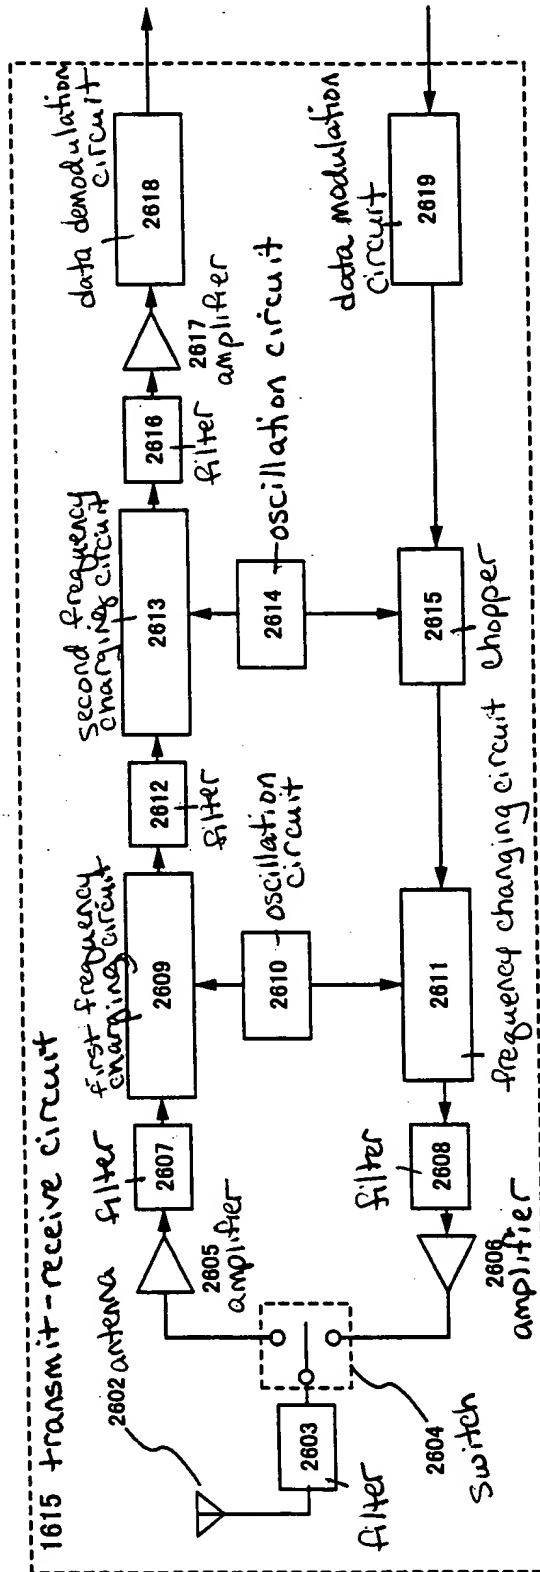 1615 transmit-receive circuit
2602 antenna
2603
filter
2604
switch
2605
amplifier
filter
2607
first frequency
changing
circuit
2609
2612
filter
second frequency
changing circuit
2613
2616
filter
2617
amplifier
data demodulation
circuit
2618
2610
oscillation
circuit
2614
oscillation circuit
2606
amplifier
filter
2608
2611
frequency changing circuit
2615
chopper
data modulation
circuit
2619